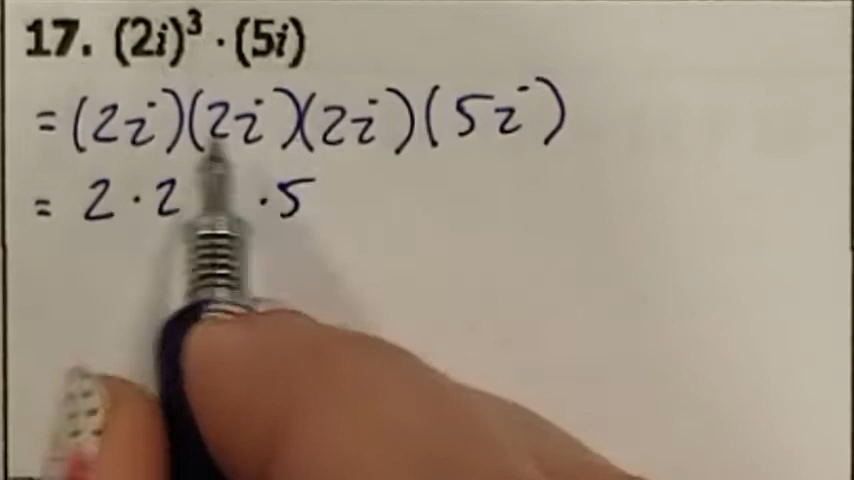 17. (2i)³ · (5i)
= (2i)(2i)(2i)(5i)
= 2 · 2 · 5